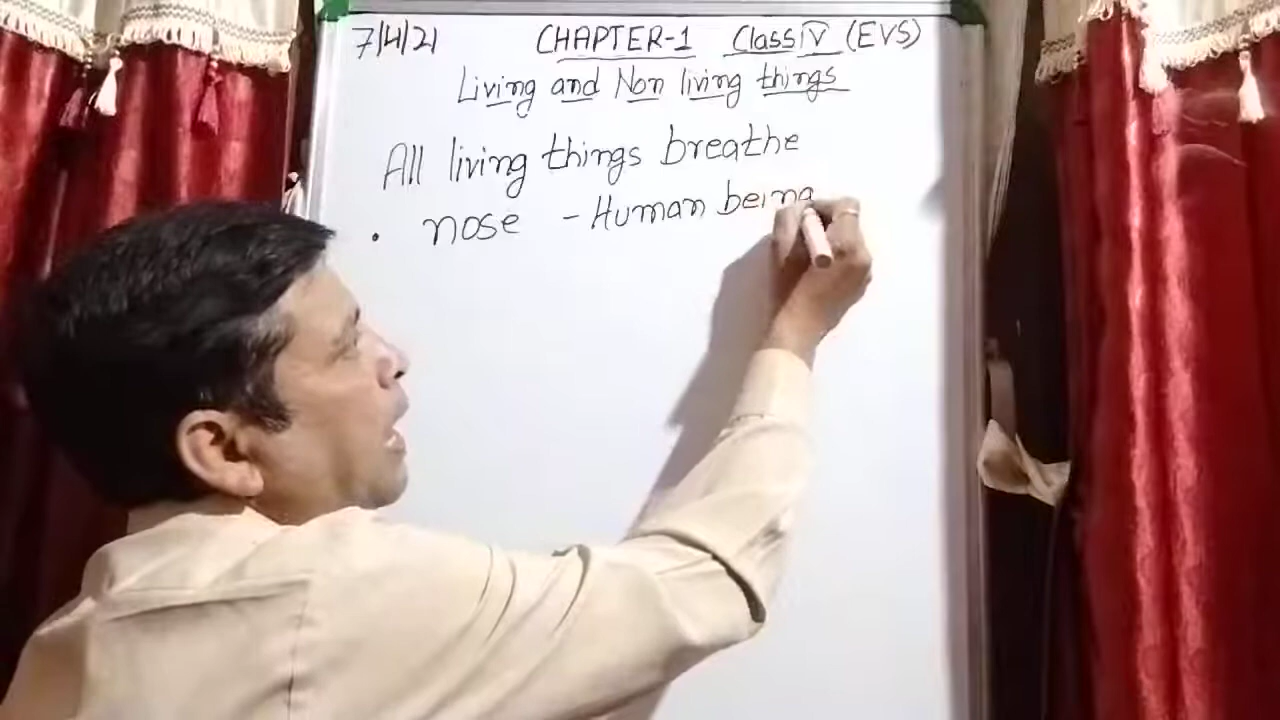 7/4/21 CHAPTER-1 Class IV (EVS)
Living and Non living things
All living things breathe
• nose - Human being